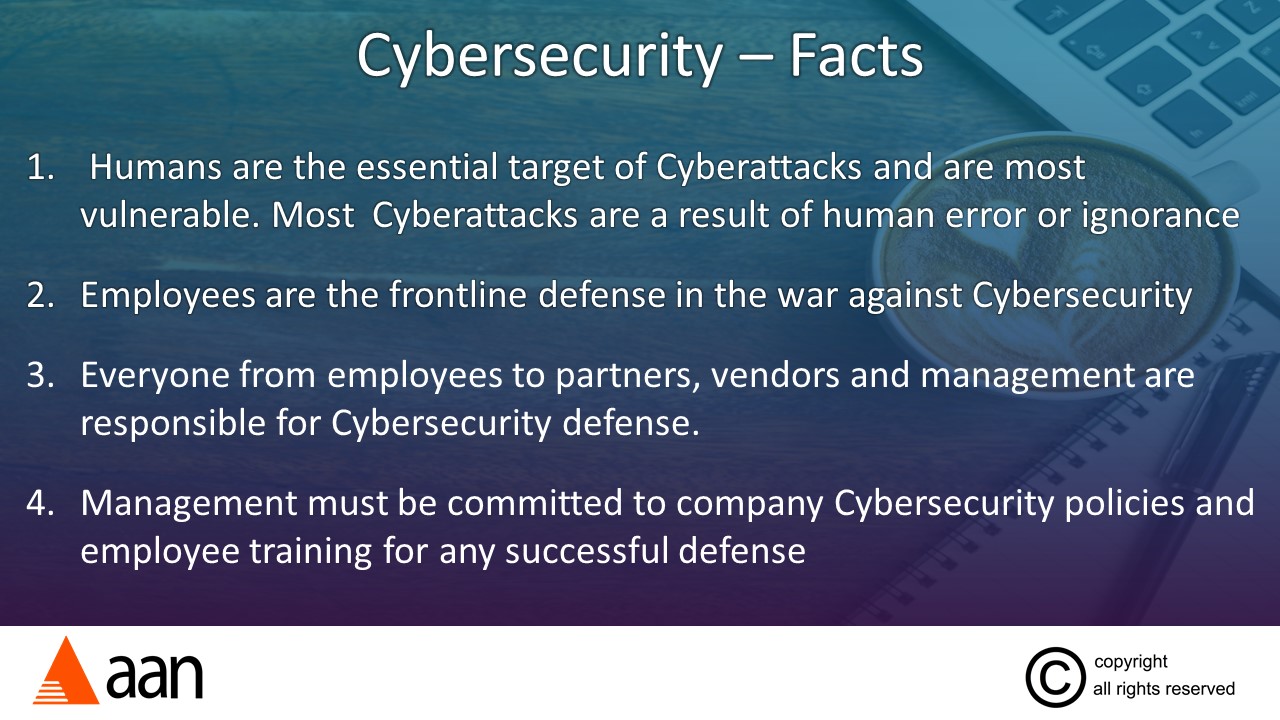 Cybersecurity – Facts
1. Humans are the essential target of Cyberattacks and are most
vulnerable. Most Cyberattacks are a result of human error or ignorance
2. Employees are the frontline defense in the war against Cybersecurity
3. Everyone from employees to partners, vendors and management are
responsible for Cybersecurity defense.
4. Management must be committed to company Cybersecurity policies and
employee training for any successful defense
aan
© copyright
all rights reserved